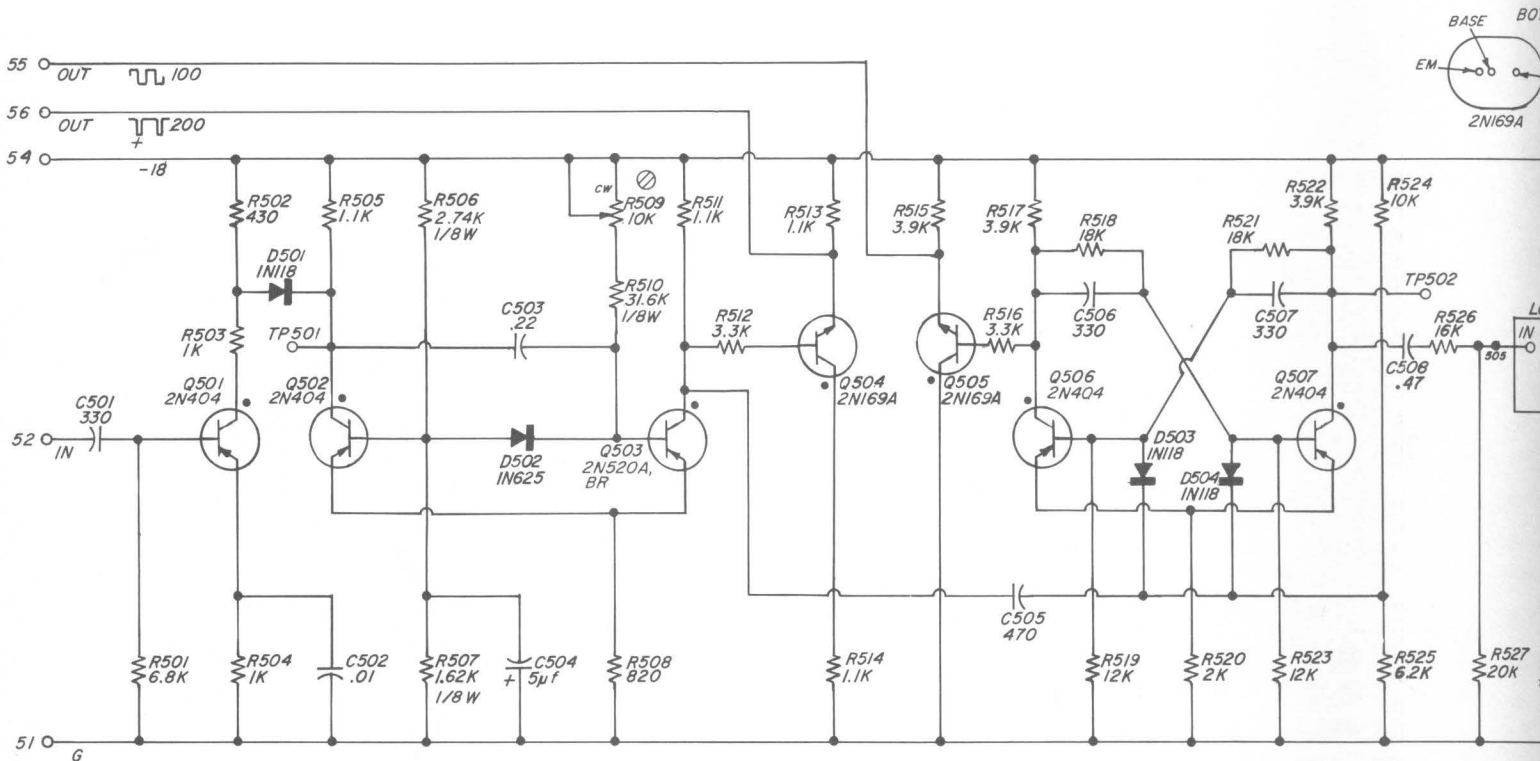 BASE
BO
EM
2N169A
55
OUT 100
56
OUT 200
+
54
-18
R502
430
R505
1.1K
R506
2.74K
1/8W
CW
R509
10K
R511
1.1K
R513
1.1K
R515
3.9K
R517
3.9K
R518
18K
R521
18K
R522
3.9K
R524
10K
D501
1N118
R510
31.6K
1/8W
C506
330
C507
330
TP502
R503
1K
TP501
C503
.22
R512
3.3K
R516
3.3K
R526
16K
IN
505
C508
.47
Q501
2N404
Q502
2N404
Q504
2N169A
Q505
2N169A
Q506
2N404
Q507
2N404
C501
330
52
IN
D502
1N625
Q503
2N520A,
BR
D503
1N118
D504
1N118
C505
470
R501
6.8K
R504
1K
C502
.01
R507
1.62K
1/8W
C504
+ 5µf
R508
820
R514
1.1K
R519
12K
R520
2K
R523
12K
R525
6.2K
R527
20K
51
G